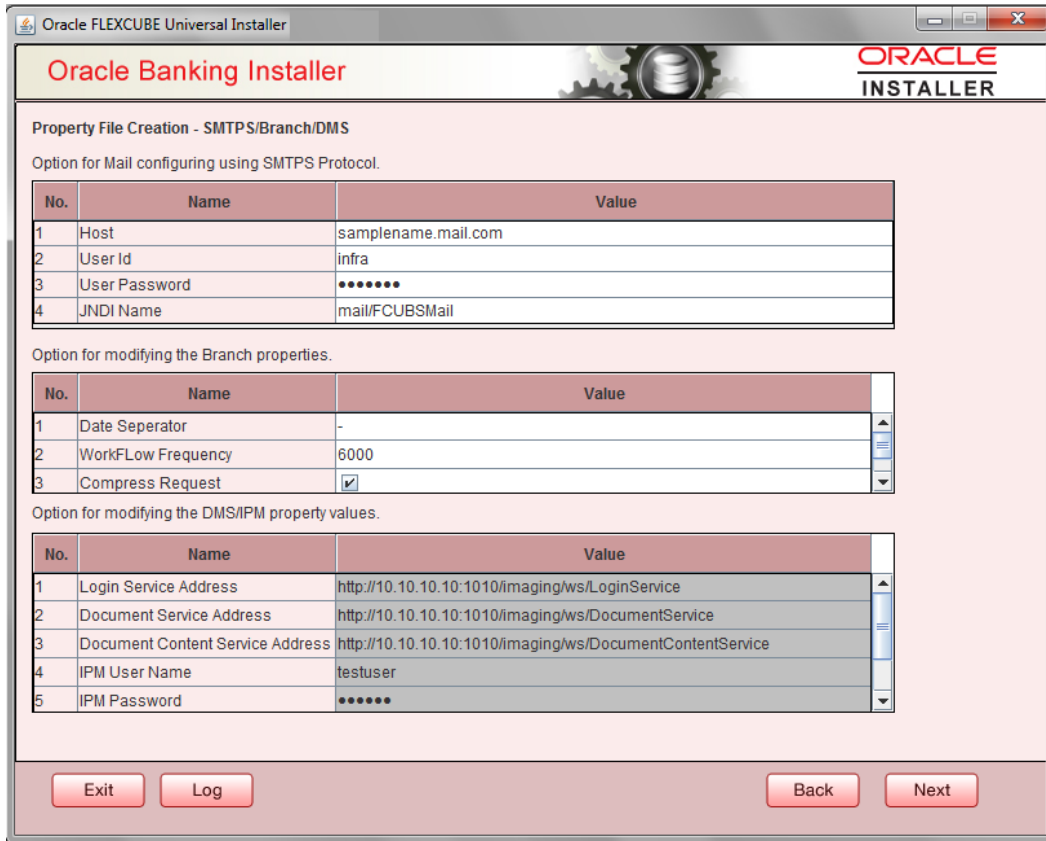 Oracle FLEXCUBE Universal Installer
Oracle Banking Installer
ORACLE
INSTALLER
Property File Creation - SMTPS/Branch/DMS
Option for Mail configuring using SMTPS Protocol.
No. Name Value
1 Host samplename.mail.com
2 User Id infra
3 User Password •••••••
4 JNDI Name mail/FCUBSMail
Option for modifying the Branch properties.
No. Name Value
1 Date Seperator -
2 WorkFLow Frequency 6000
3 Compress Request
Option for modifying the DMS/IPM property values.
No. Name Value
1 Login Service Address http://10.10.10.10:1010/imaging/ws/LoginService
2 Document Service Address http://10.10.10.10:1010/imaging/ws/DocumentService
3 Document Content Service Address http://10.10.10.10:1010/imaging/ws/DocumentContentService
4 IPM User Name testuser
5 IPM Password ••••••
Exit Log Back Next